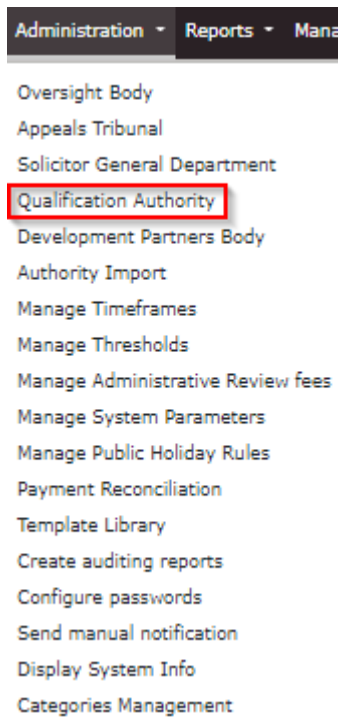 Administration Reports Mana
Oversight Body
Appeals Tribunal
Solicitor General Department
Qualification Authority
Development Partners Body
Authority Import
Manage Timeframes
Manage Thresholds
Manage Administrative Review fees
Manage System Parameters
Manage Public Holiday Rules
Payment Reconciliation
Template Library
Create auditing reports
Configure passwords
Send manual notification
Display System Info
Categories Management